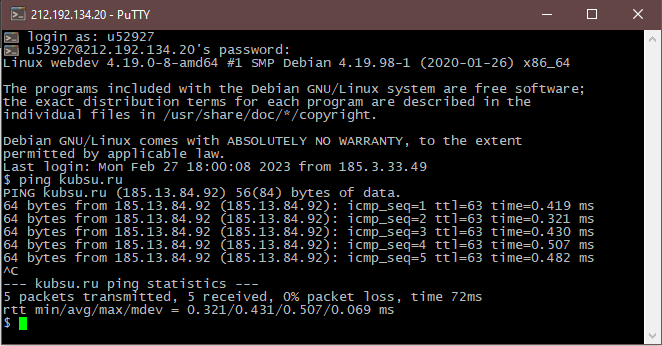 212.192.134.20 - PuTTY
login as: u52927
u52927@212.192.134.20's password:
Linux webdev 4.19.0-8-amd64 #1 SMP Debian 4.19.98-1 (2020-01-26) x86_64
The programs included with the Debian GNU/Linux system are free software;
the exact distribution terms for each program are described in the
individual files in /usr/share/doc/*/copyright.
Debian GNU/Linux comes with ABSOLUTELY NO WARRANTY, to the extent
permitted by applicable law.
Last login: Mon Feb 27 18:00:08 2023 from 185.3.33.49
$ ping kubsu.ru
PING kubsu.ru (185.13.84.92) 56(84) bytes of data.
64 bytes from 185.13.84.92 (185.13.84.92): icmp_seq=1 ttl=63 time=0.419 ms
64 bytes from 185.13.84.92 (185.13.84.92): icmp_seq=2 ttl=63 time=0.321 ms
64 bytes from 185.13.84.92 (185.13.84.92): icmp_seq=3 ttl=63 time=0.430 ms
64 bytes from 185.13.84.92 (185.13.84.92): icmp_seq=4 ttl=63 time=0.507 ms
64 bytes from 185.13.84.92 (185.13.84.92): icmp_seq=5 ttl=63 time=0.482 ms
^C
--- kubsu.ru ping statistics ---
5 packets transmitted, 5 received, 0% packet loss, time 72ms
rtt min/avg/max/mdev = 0.321/0.431/0.507/0.069 ms
$